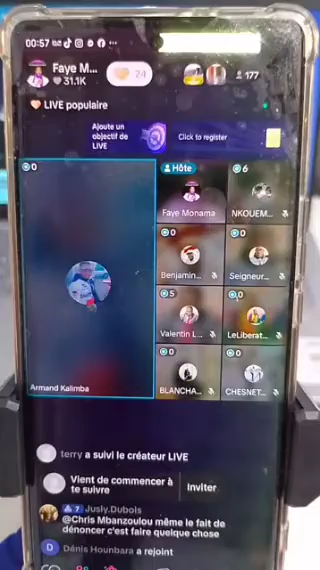 00:57
Faye M... 24
31.1K 177
LIVE populaire
Ajoute un
objectif de
LIVE
Click to register
0
Hôte
6
Faye Monama
NKOUEM...
0
0
Benjamin...
Seigneur...
5
0
Valentin L...
LeLiberat...
0
0
Armand Kalimba
BLANCHA...
CHESNET...
terry a suivi le créateur LIVE
Vient de commencer à
te suivre
Inviter
7 Jusly.Dubois
@Chris Mbanzoulou même le fait de
dénoncer c'est faire quelque chose
D
Dénis Hounbara a rejoint